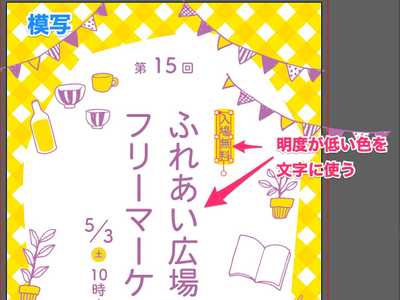 模写
第15回
入場無料
ふれあい広場
フリーマーケ
5/3
土
10時
明度が低い色を
文字に使う